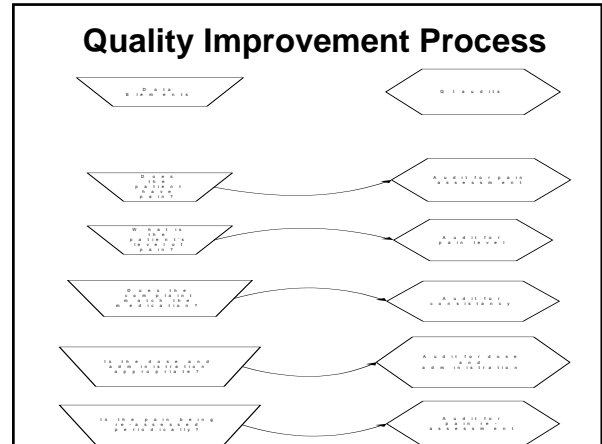 Quality Improvement Process
Data
Elements
QI audits
Does
the
patient
have
pain?
Audit for pain
assessment
What is
the
patient's
level of
pain?
Audit for
pain level
Does the
complaint
match the
medication?
Audit for
consistancy
Is the dose and
administration
appropriate?
Audit for dose
and
administration
Is the pain being
re-assessed
periodically?
Audit for
pain re-
assessment